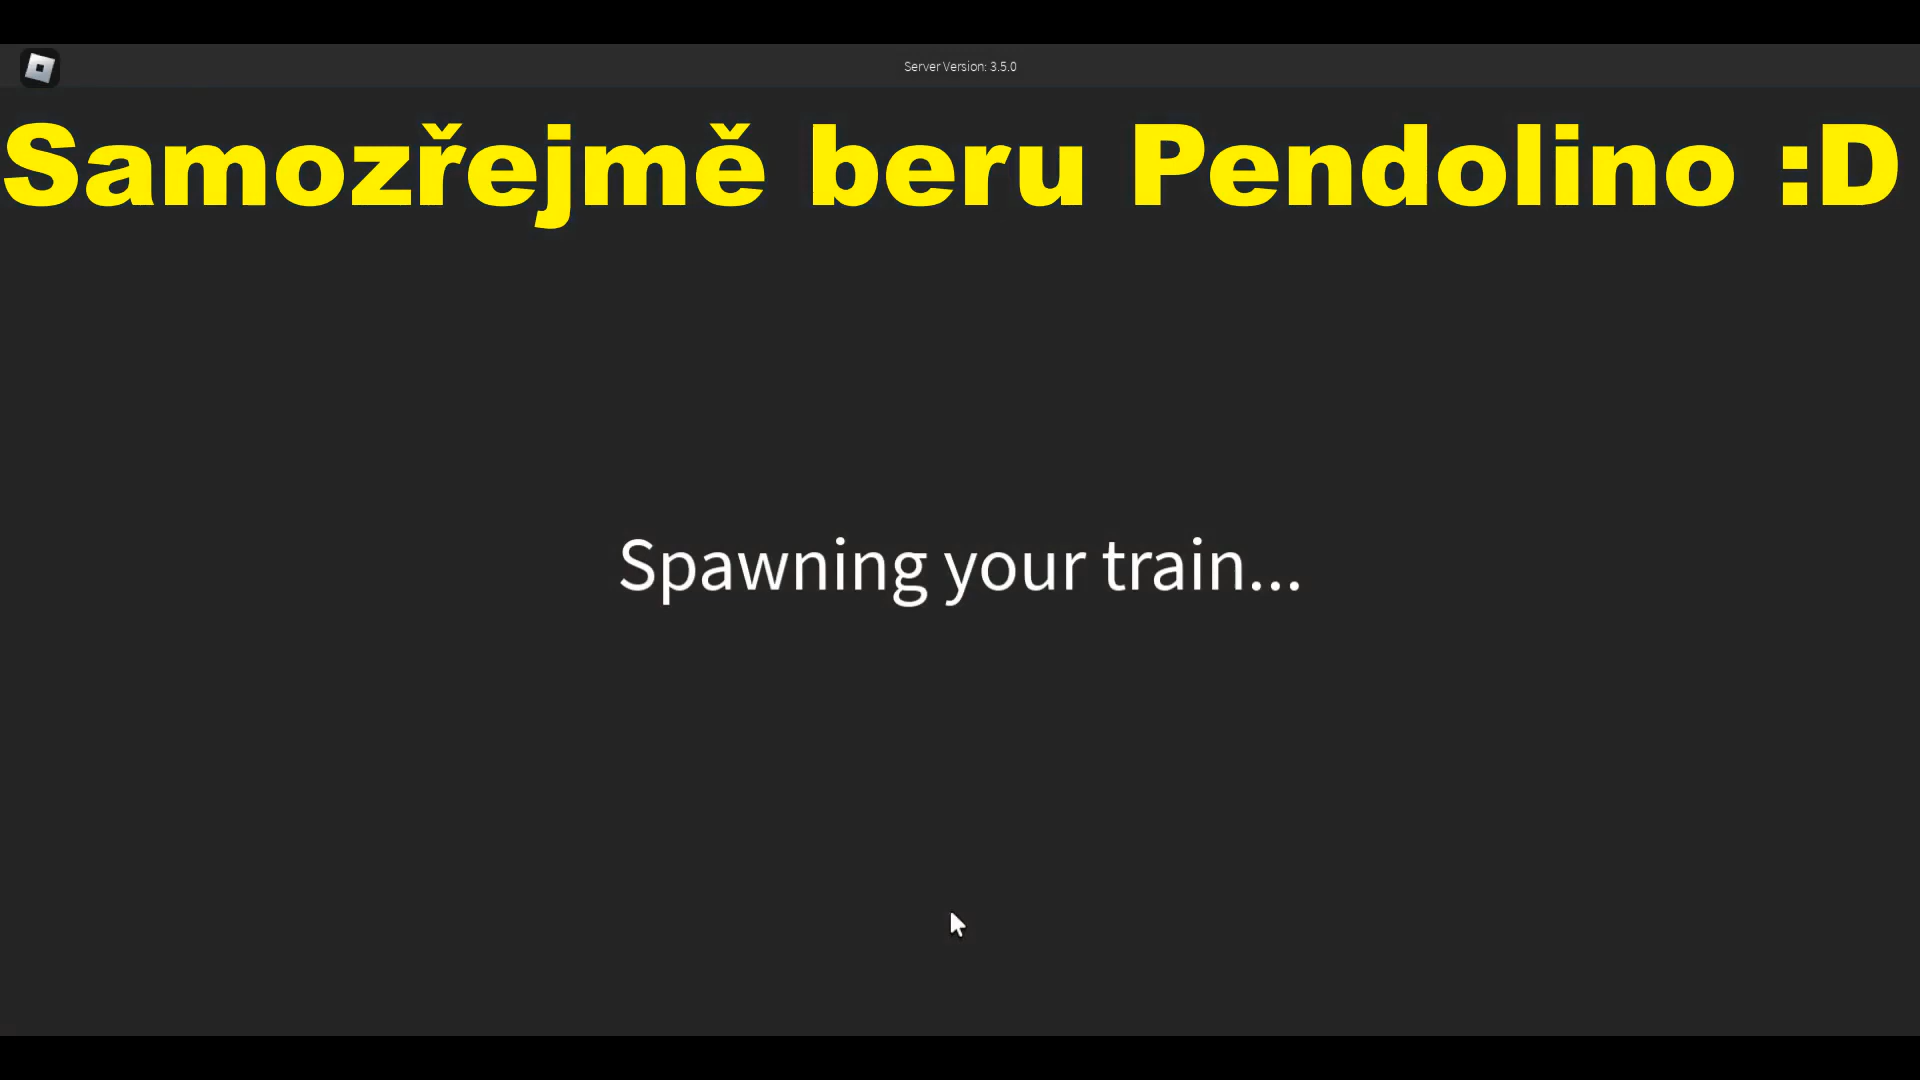 Server Version: 3.5.0
Samozřejmě beru Pendolino :D
Spawning your train...